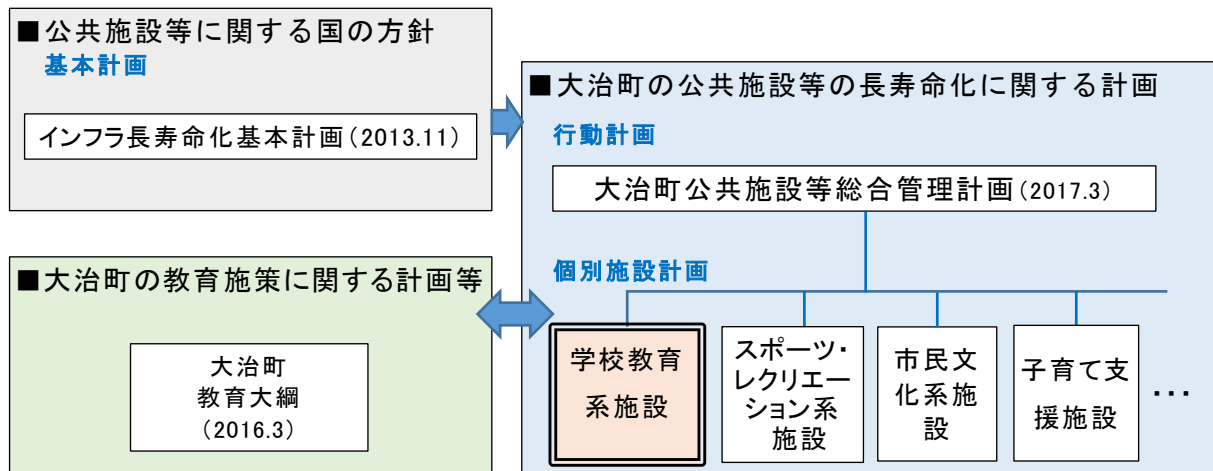 ■公共施設等に関する国の方針
基本計画
インフラ長寿命化基本計画(2013.11)
■大治町の公共施設等の長寿命化に関する計画
行動計画
大治町公共施設等総合管理計画(2017.3)
■大治町の教育施策に関する計画等
大治町
教育大綱
(2016.3)
個別施設計画
学校教育
系施設
スポーツ・
レクリエー
ション系
施設
市民文
化系施
設
子育て支
援施設
…